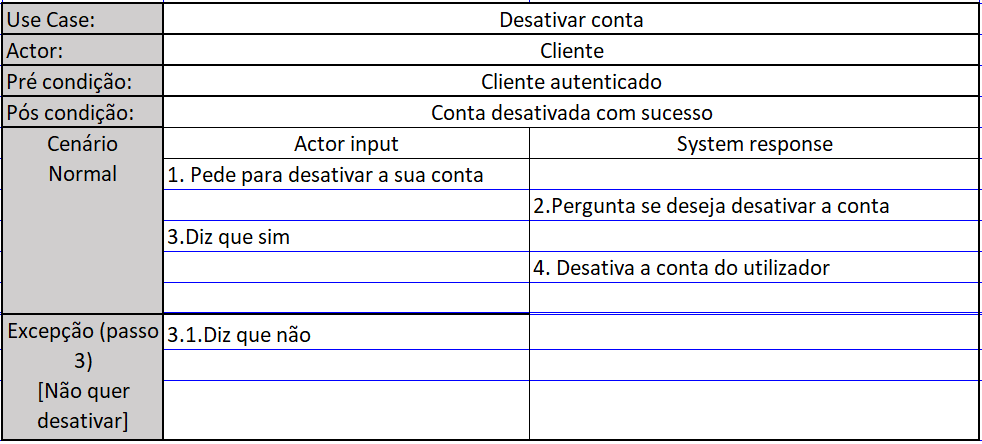 Use Case: Desativar conta
Actor: Cliente
Pré condição: Cliente autenticado
Pós condição: Conta desativada com sucesso
Cenário Actor input System response
Normal 1. Pede para desativar a sua conta
2.Pergunta se deseja desativar a conta
3.Diz que sim
4. Desativa a conta do utilizador
Excepção (passo 3.1.Diz que não
3)
[Não quer
desativar]